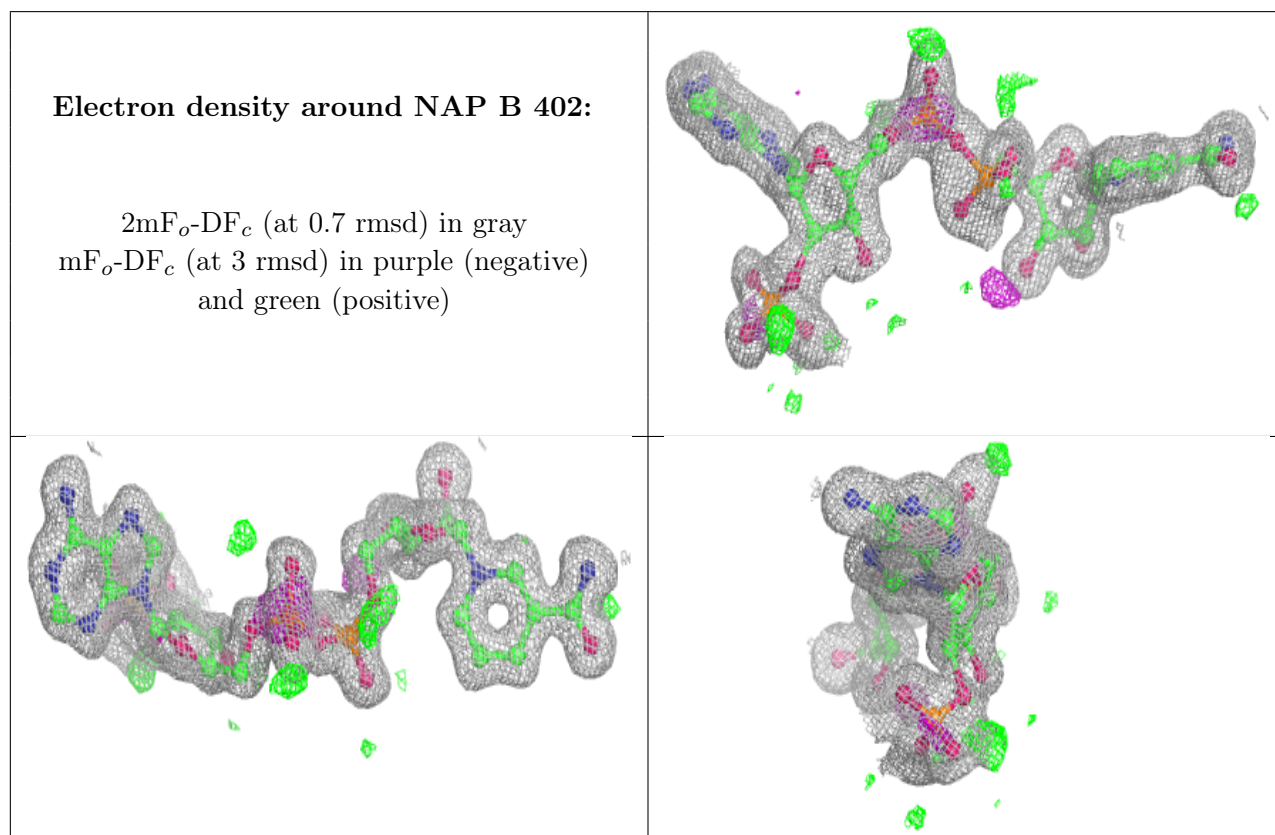 Electron density around NAP B 402:
2mFₒ-DF𝑐 (at 0.7 rmsd) in gray
mFₒ-DF𝑐 (at 3 rmsd) in purple (negative)
and green (positive)